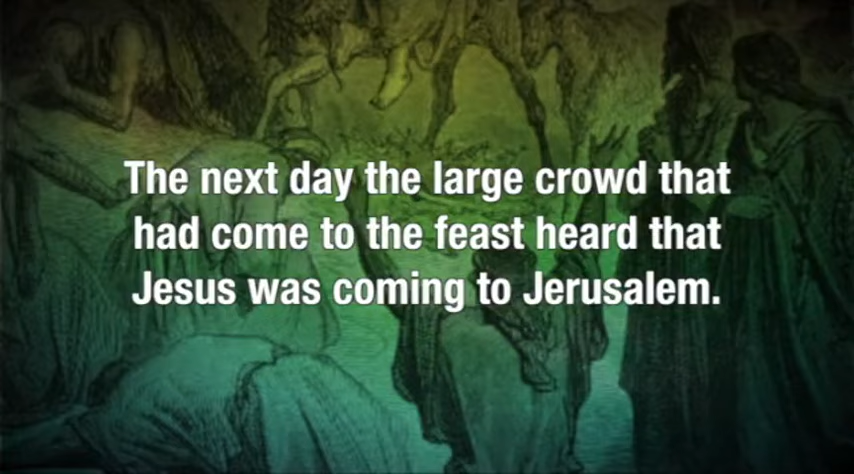 The next day the large crowd that
had come to the feast heard that
Jesus was coming to Jerusalem.